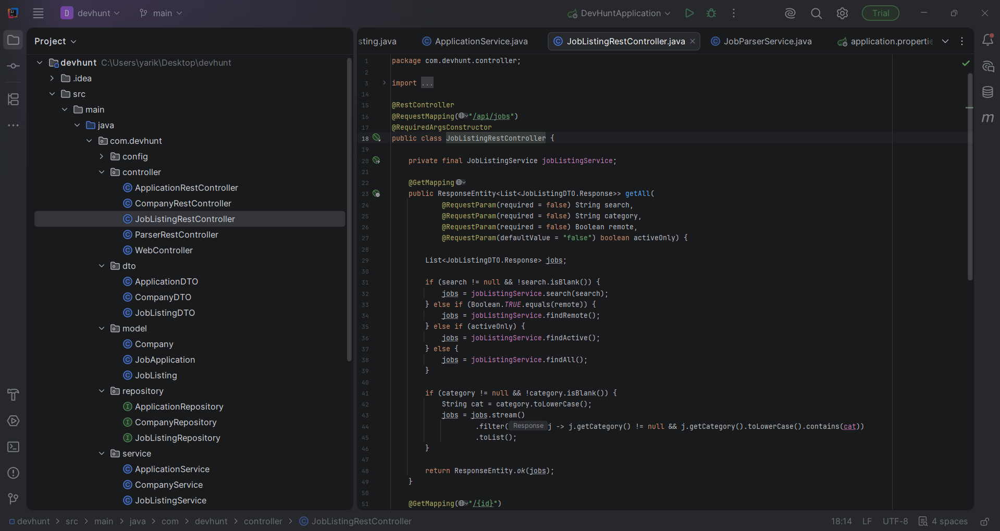 D devhunt main DevHuntApplication Trial
Project
devhunt C:\Users\yarik\Desktop\devhunt
.idea
src
main
java
com.devhunt
config
controller
ApplicationRestController
CompanyRestController
JobListingRestController
ParserRestController
WebController
dto
ApplicationDTO
CompanyDTO
JobListingDTO
model
Company
JobApplication
JobListing
repository
ApplicationRepository
CompanyRepository
JobListingRepository
service
ApplicationService
CompanyService
JobListingService
sting.java ApplicationService.java JobListingRestController.java JobParserService.java application.properti
1 package com.devhunt.controller;
2
3 import ...
14
15 @RestController
16 @RequestMapping("/api/jobs")
17 @RequiredArgsConstructor
18 public class JobListingRestController {
19
20 private final JobListingService jobListingService;
21
22 @GetMapping
23 public ResponseEntity<List<JobListingDTO.Response>> getAll(
24 @RequestParam(required = false) String search,
25 @RequestParam(required = false) String category,
26 @RequestParam(required = false) Boolean remote,
27 @RequestParam(defaultValue = "false") boolean activeOnly) {
28
29 List<JobListingDTO.Response> jobs;
30
31 if (search != null && !search.isBlank()) {
32 jobs = jobListingService.search(search);
33 } else if (Boolean.TRUE.equals(remote)) {
34 jobs = jobListingService.findRemote();
35 } else if (activeOnly) {
36 jobs = jobListingService.findActive();
37 } else {
38 jobs = jobListingService.findAll();
39 }
40
41 if (category != null && !category.isBlank()) {
42 String cat = category.toLowerCase();
43 jobs = jobs.stream()
44 .filter( Response j -> j.getCategory() != null && j.getCategory().toLowerCase().contains(cat))
45 .toList();
46 }
47
48 return ResponseEntity.ok(jobs);
49 }
50
51 @GetMapping("/{id}")
m
devhunt > src > main > java > com > devhunt > controller > JobListingRestController 18:14 LF UTF-8 4 spaces